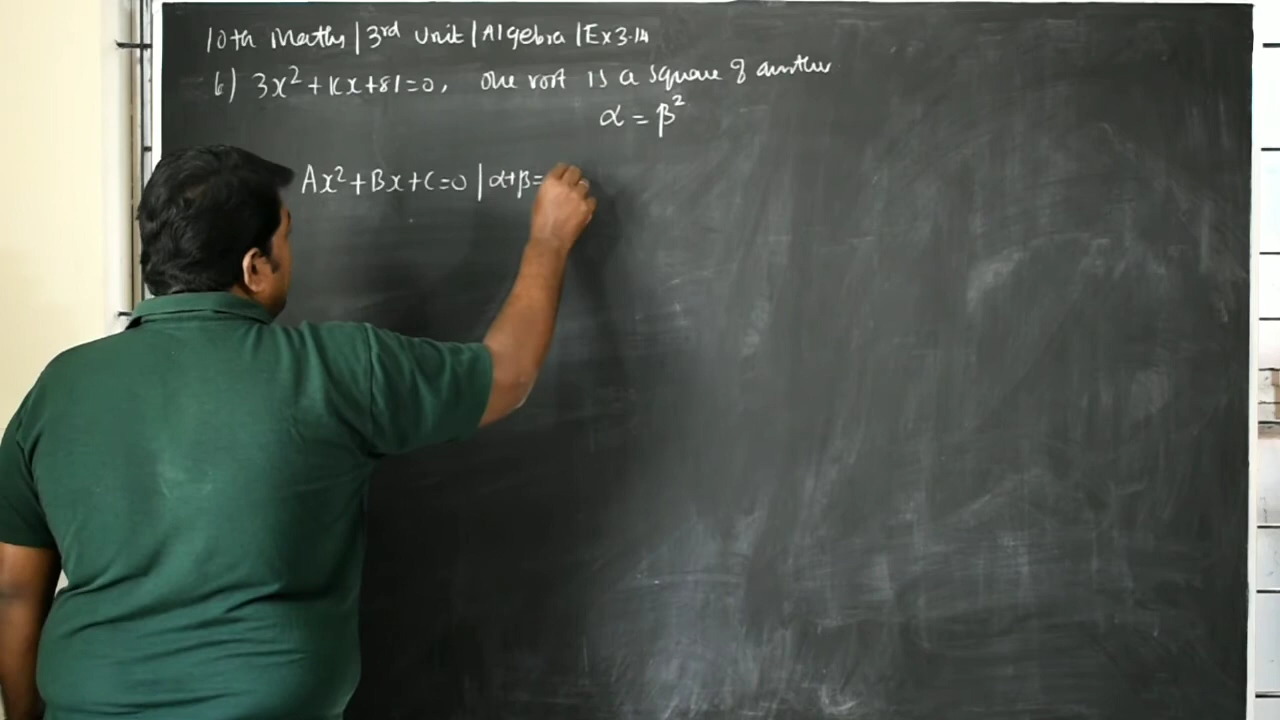 10th Maths | 3rd Unit | Algebra | Ex 3.14
6) 3x² + Kx + 81 = 0, one root is a square of another
α = β²
Ax² + Bx + C = 0 | α+β =